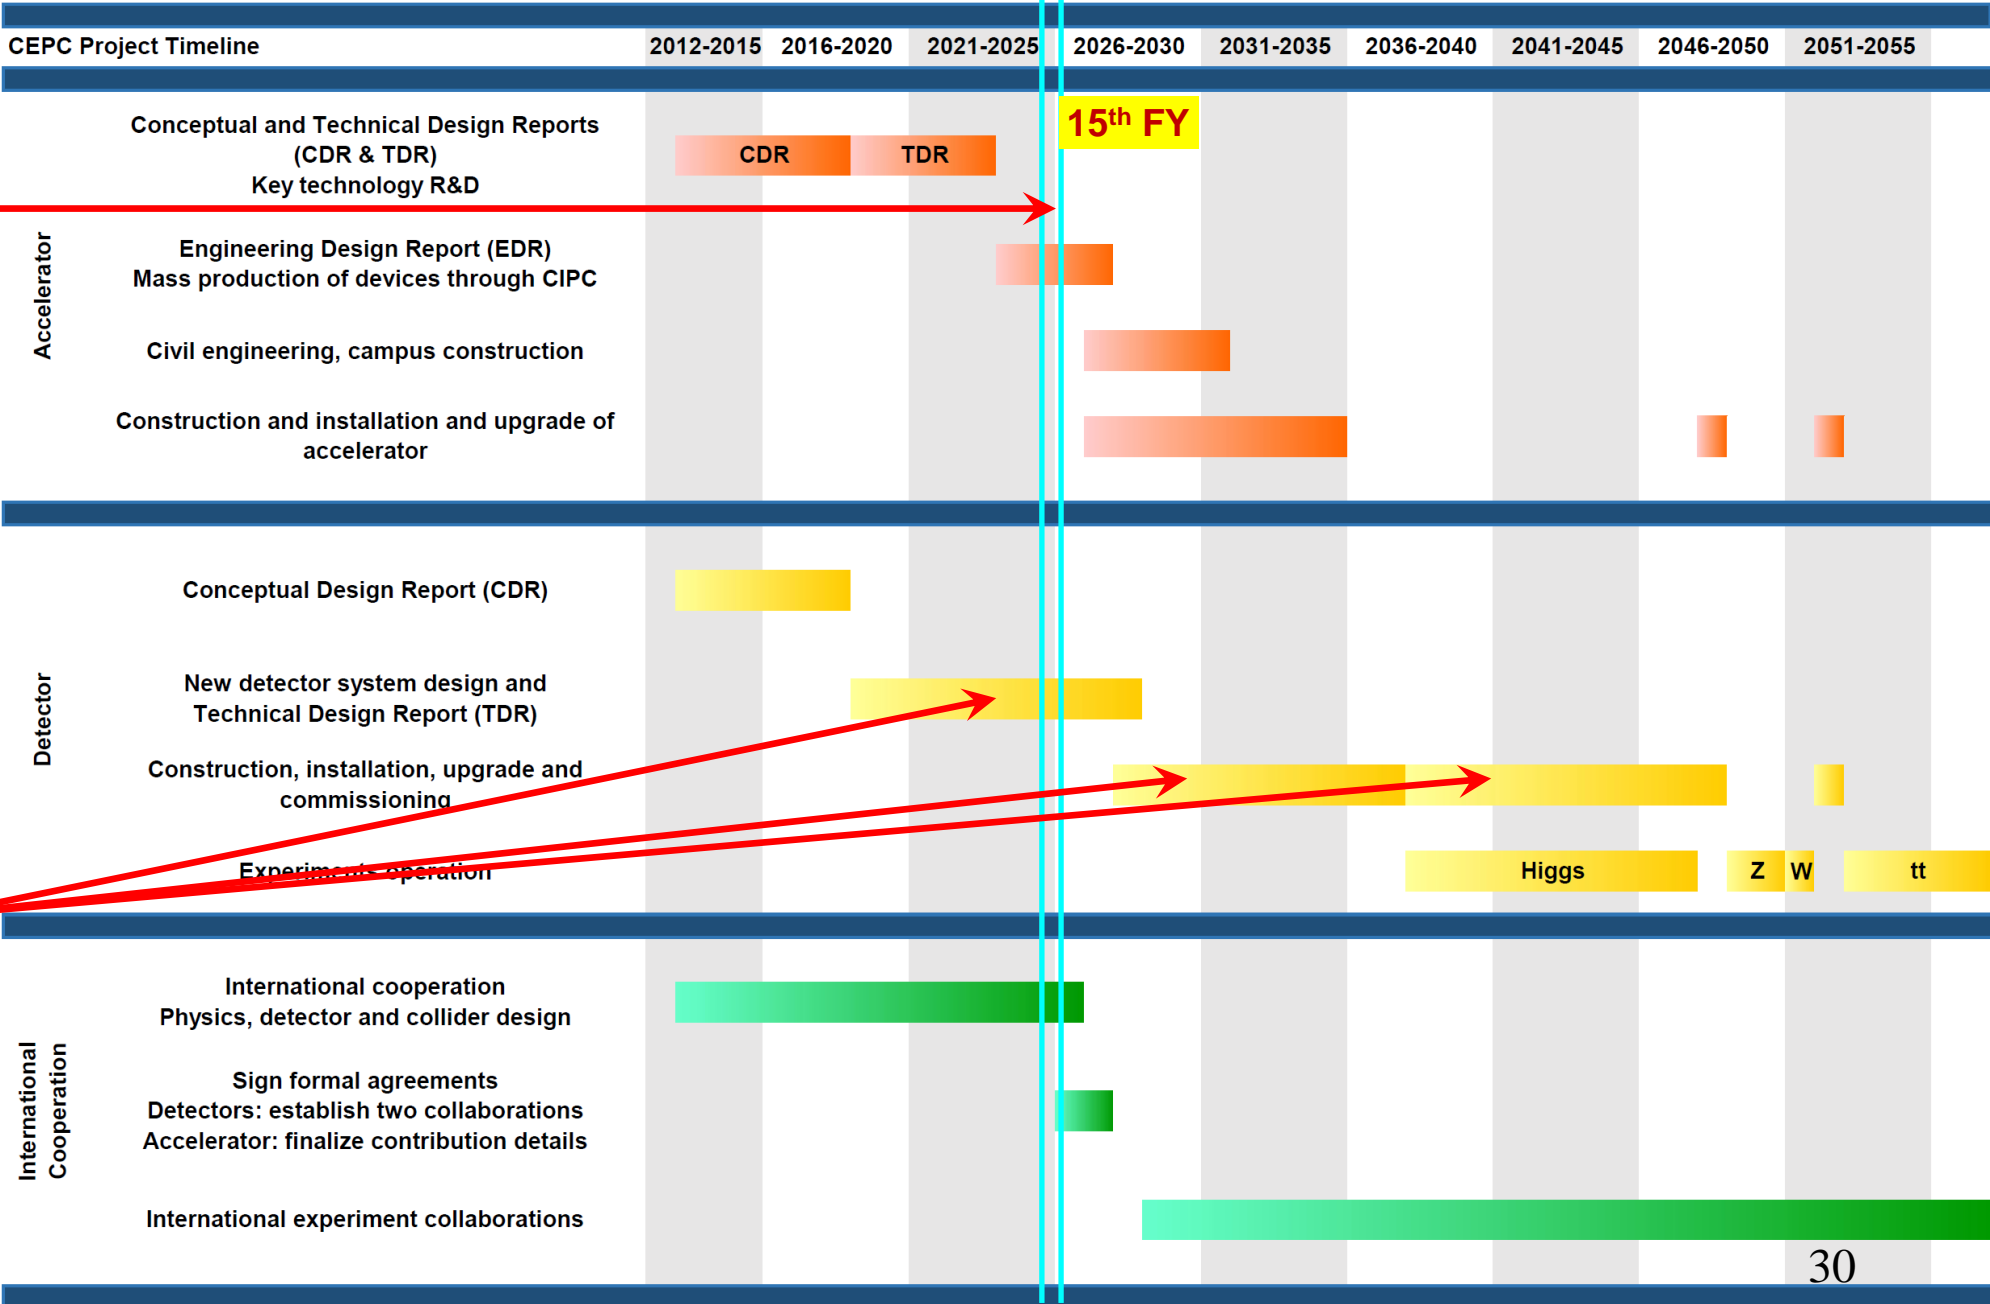 CEPC Project Timeline 2012-2015 2016-2020 2021-2025 2026-2030 2031-2035 2036-2040 2041-2045 2046-2050 2051-2055
15th FY
Accelerator
Conceptual and Technical Design Reports
(CDR & TDR)
Key technology R&D
CDR TDR
Engineering Design Report (EDR)
Mass production of devices through CIPC
Civil engineering, campus construction
Construction and installation and upgrade of
accelerator
Detector
Conceptual Design Report (CDR)
New detector system design and
Technical Design Report (TDR)
Construction, installation, upgrade and
commissioning
Experiments operation
Higgs Z W tt
International
Cooperation
International cooperation
Physics, detector and collider design
Sign formal agreements
Detectors: establish two collaborations
Accelerator: finalize contribution details
International experiment collaborations
30